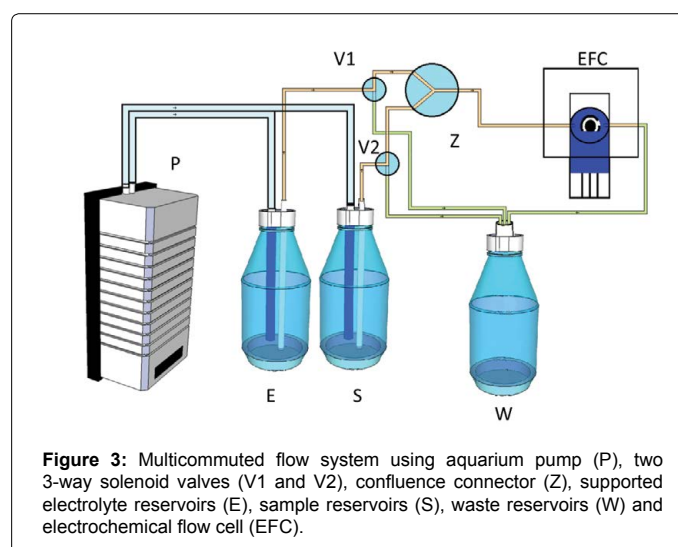 V1
EFC
P
V2
Z
E
S
W
Figure 3: Multicommuted flow system using aquarium pump (P), two
3-way solenoid valves (V1 and V2), confluence connector (Z), supported
electrolyte reservoirs (E), sample reservoirs (S), waste reservoirs (W) and
electrochemical flow cell (EFC).